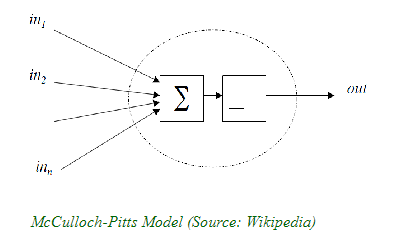 in1
in2
Σ
out
inn
McCulloch-Pitts Model (Source: Wikipedia)